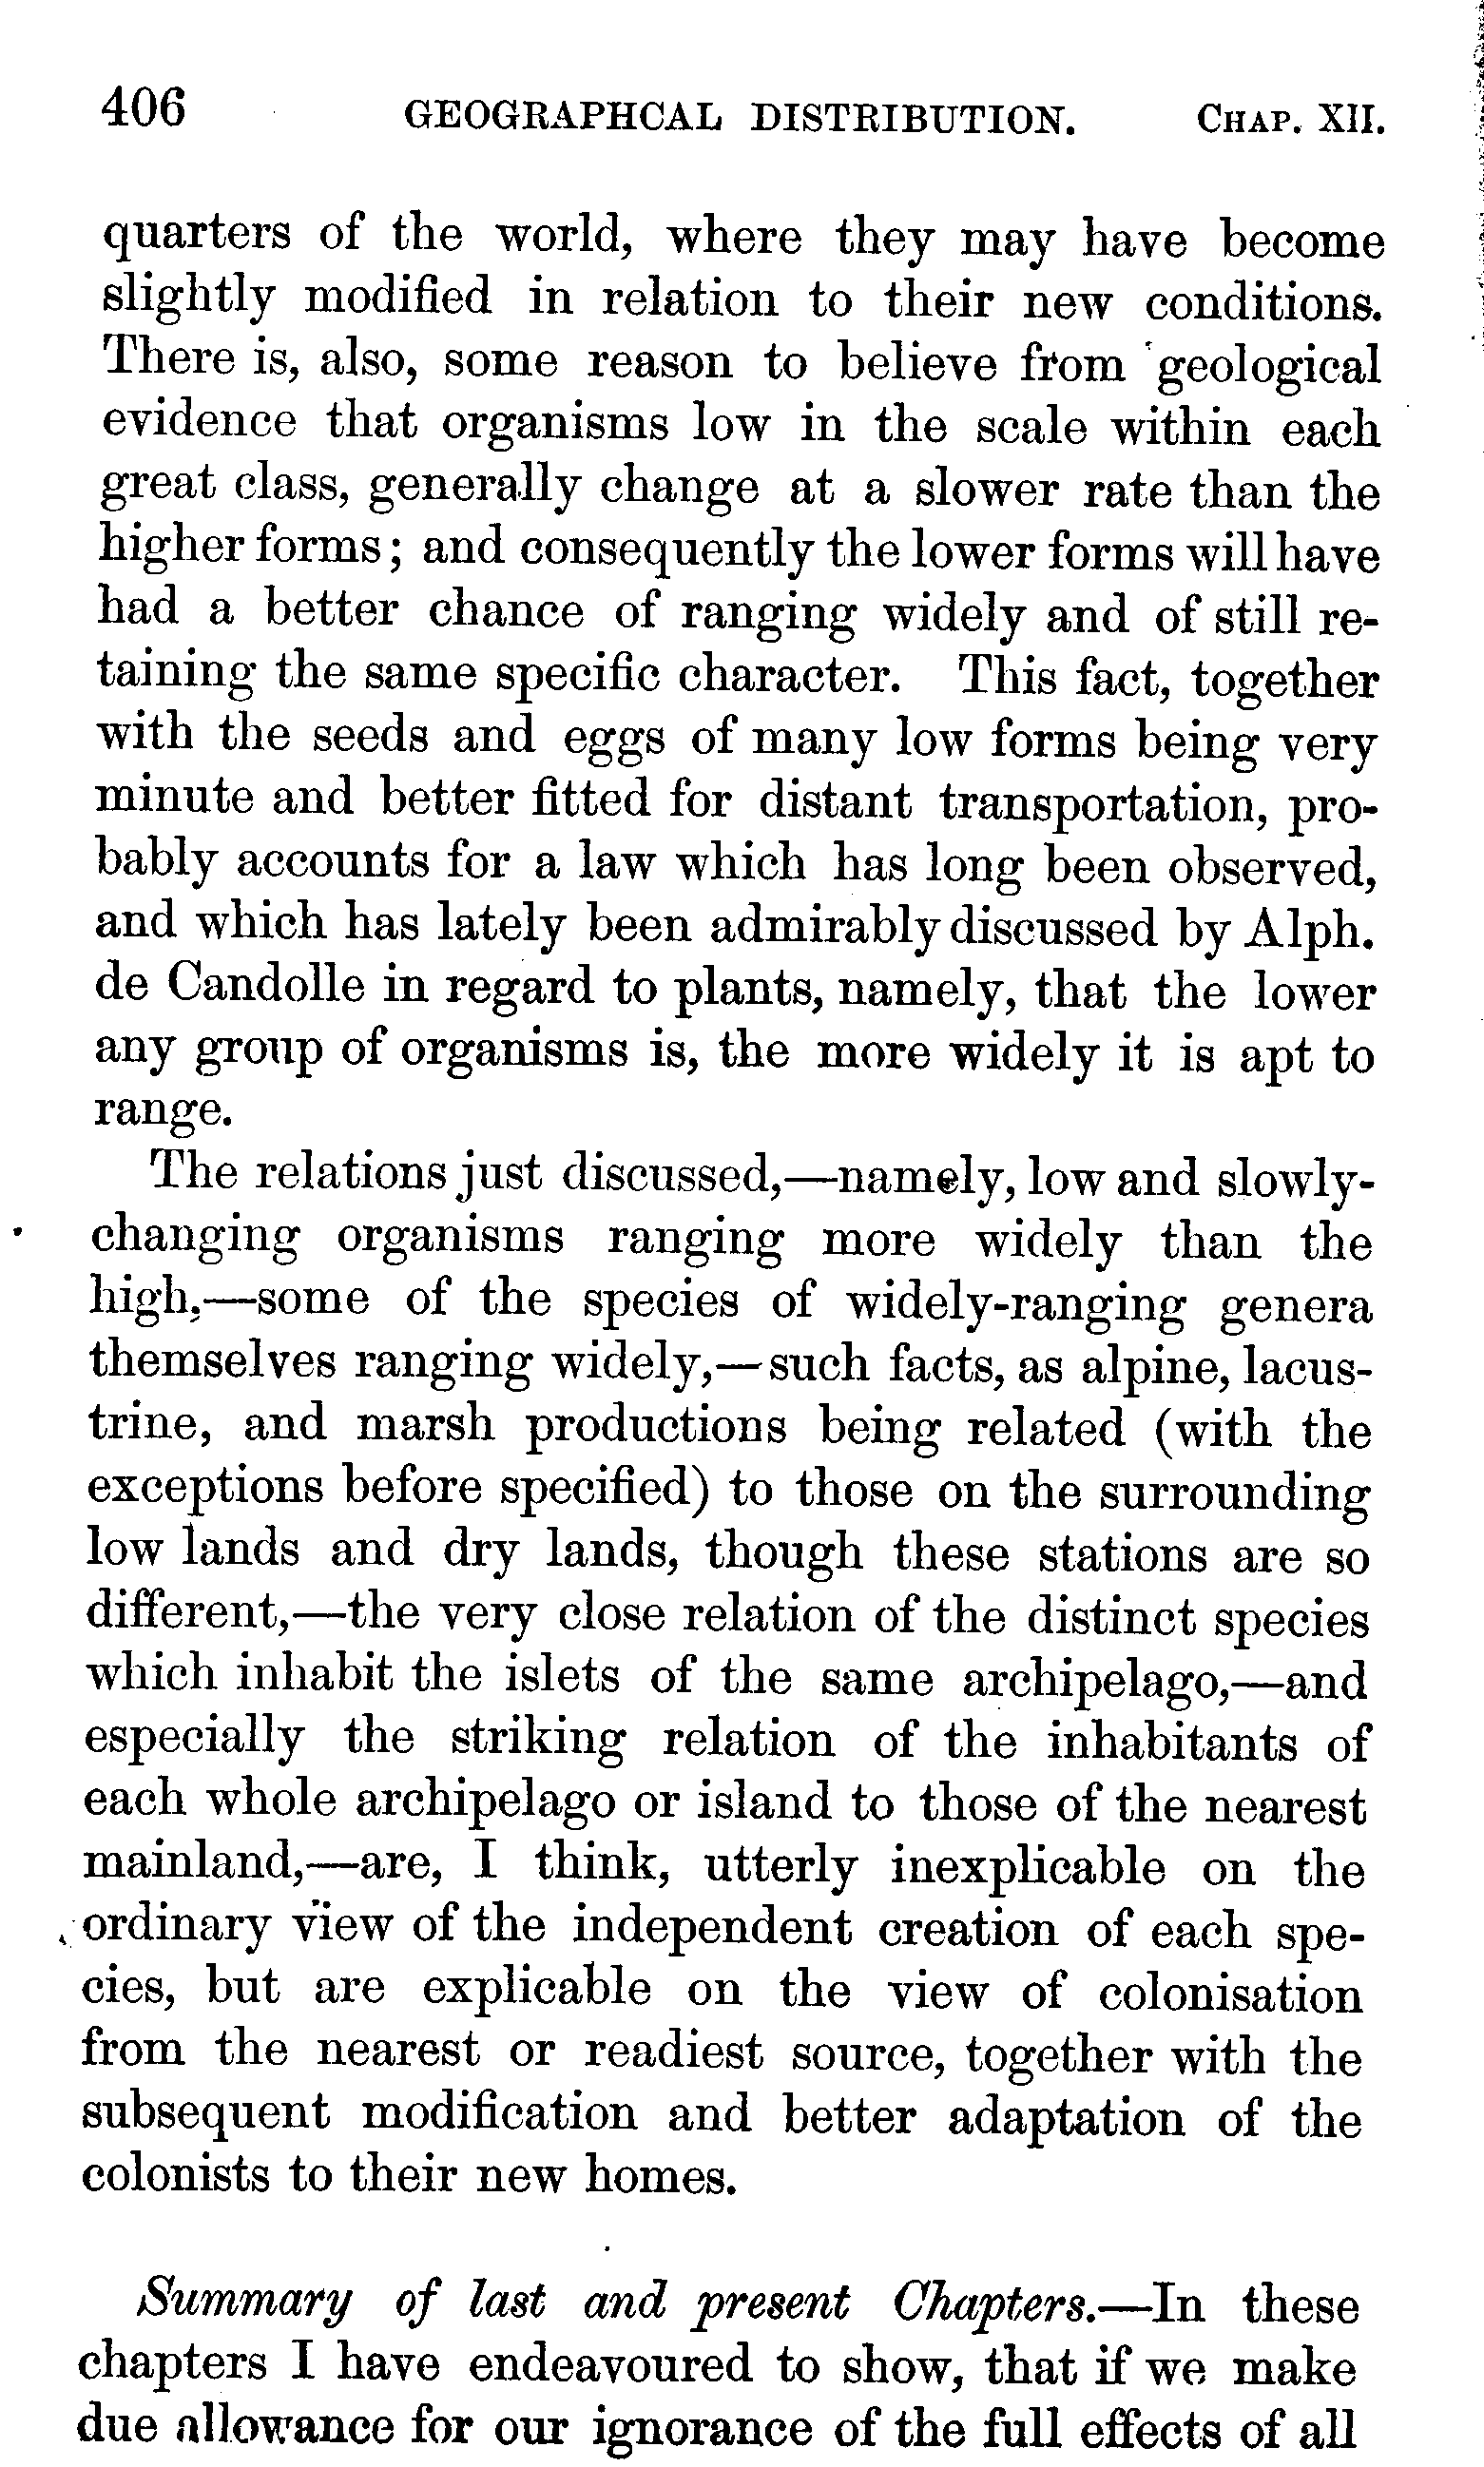 406 GEOGRAPHCAL DISTRIBUTION. CHAP. XII.
quarters of the world, where they may have become
slightly modified in relation to their new conditions.
There is, also, some reason to believe from geological
evidence that organisms low in the scale within each
great class, generally change at a slower rate than the
higher forms; and consequently the lower forms will have
had a better chance of ranging widely and of still re-
taining the same specific character. This fact, together
with the seeds and eggs of many low forms being very
minute and better fitted for distant transportation, pro-
bably accounts for a law which has long been observed,
and which has lately been admirably discussed by Alph.
de Candolle in regard to plants, namely, that the lower
any group of organisms is, the more widely it is apt to
range.
The relations just discussed,—namely, low and slowly-
changing organisms ranging more widely than the
high,—some of the species of widely-ranging genera
themselves ranging widely,—such facts, as alpine, lacus-
trine, and marsh productions being related (with the
exceptions before specified) to those on the surrounding
low lands and dry lands, though these stations are so
different,—the very close relation of the distinct species
which inhabit the islets of the same archipelago,—and
especially the striking relation of the inhabitants of
each whole archipelago or island to those of the nearest
mainland,—are, I think, utterly inexplicable on the
ordinary view of the independent creation of each spe-
cies, but are explicable on the view of colonisation
from the nearest or readiest source, together with the
subsequent modification and better adaptation of the
colonists to their new homes.
Summary of last and present Chapters.—In these
chapters I have endeavoured to show, that if we make
due allowance for our ignorance of the full effects of all